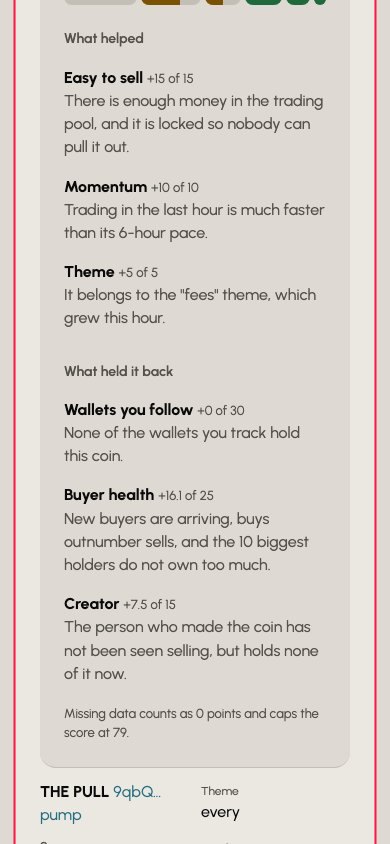 What helped
Easy to sell +15 of 15
There is enough money in the trading
pool, and it is locked so nobody can
pull it out.
Momentum +10 of 10
Trading in the last hour is much faster
than its 6-hour pace.
Theme +5 of 5
It belongs to the "fees" theme, which
grew this hour.
What held it back
Wallets you follow +0 of 30
None of the wallets you track hold
this coin.
Buyer health +16.1 of 25
New buyers are arriving, buys
outnumber sells, and the 10 biggest
holders do not own too much.
Creator +7.5 of 15
The person who made the coin has
not been seen selling, but holds none
of it now.
Missing data counts as 0 points and caps the
score at 79.
THE PULL 9qbQ...
pump
Theme
every